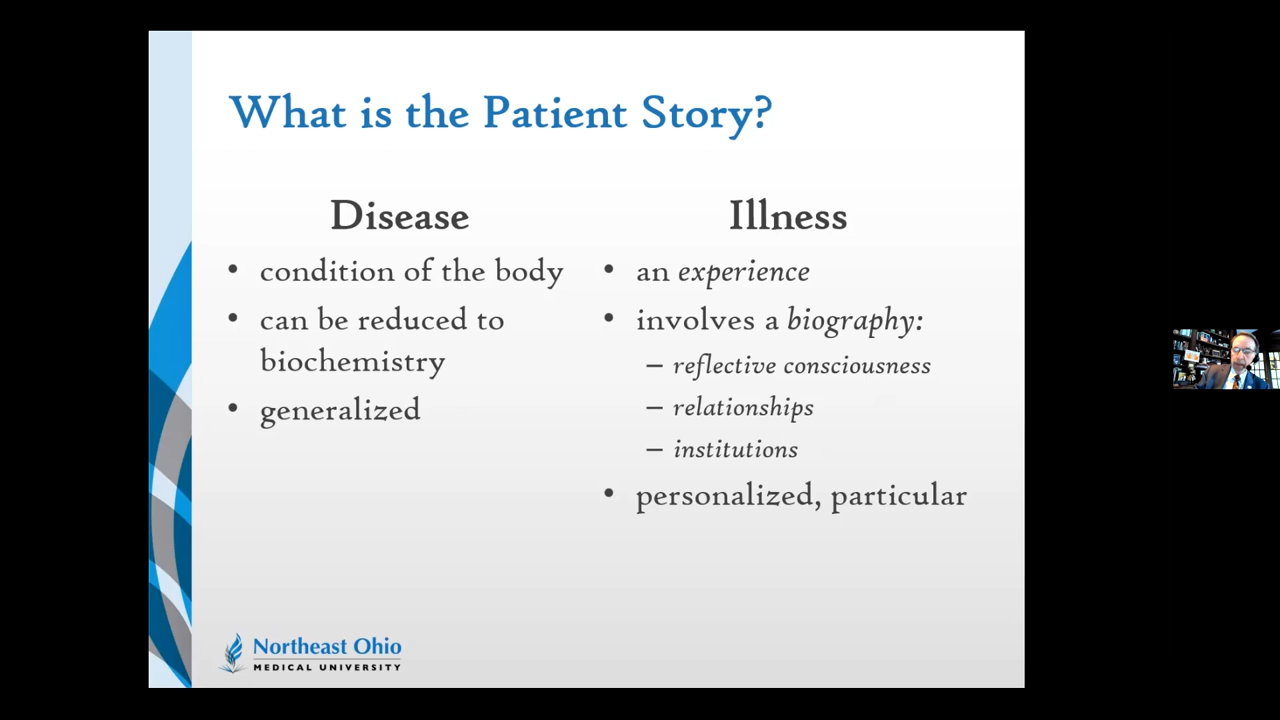 What is the Patient Story?
Disease
• condition of the body
• can be reduced to
biochemistry
• generalized
Illness
• an experience
• involves a biography:
– reflective consciousness
– relationships
– institutions
• personalized, particular
Northeast Ohio
MEDICAL UNIVERSITY